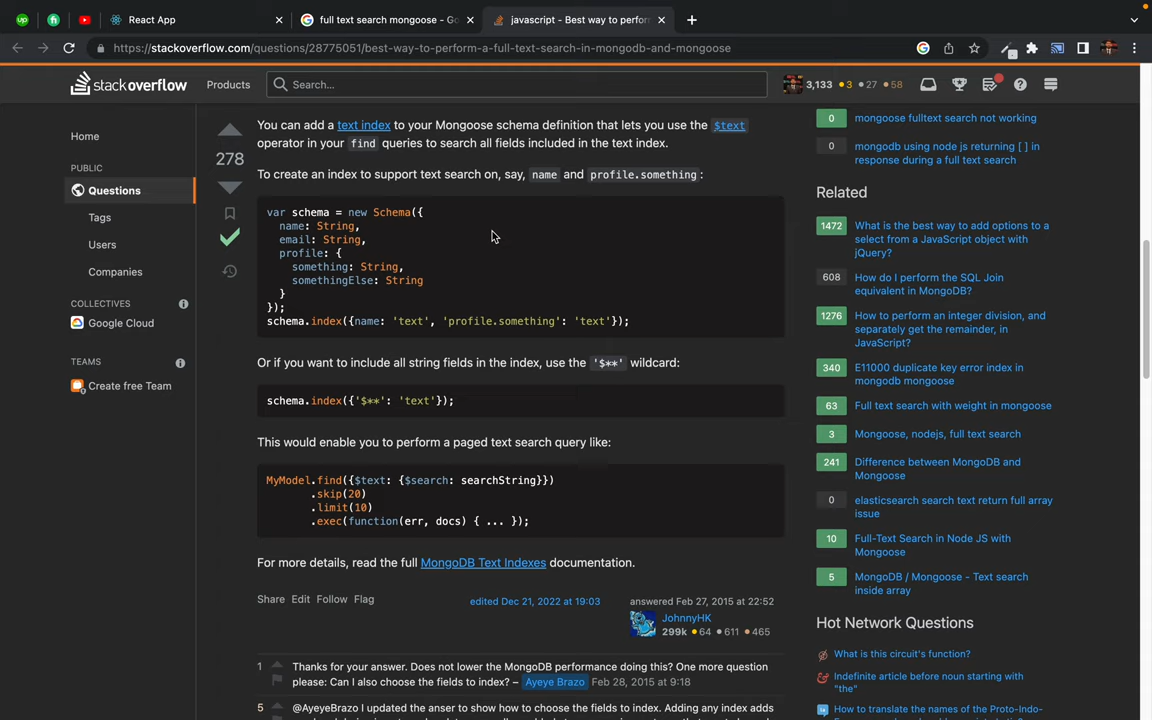 React App
full text search mongoose - Go
javascript - Best way to perfor
https://stackoverflow.com/questions/28775051/best-way-to-perform-a-full-text-search-in-mongodb-and-mongoose
stackoverflow
Products
Search...
3,133 3 27 58
Home
PUBLIC
Questions
Tags
Users
Companies
COLLECTIVES
Google Cloud
TEAMS
Create free Team
278
You can add a text index to your Mongoose schema definition that lets you use the $text
operator in your find queries to search all fields included in the text index.
To create an index to support text search on, say, name and profile.something:
var schema = new Schema({
name: String,
email: String,
profile: {
something: String,
somethingElse: String
}
});
schema.index({name: 'text', 'profile.something': 'text'});
Or if you want to include all string fields in the index, use the '$**' wildcard:
schema.index({'$**': 'text'});
This would enable you to perform a paged text search query like:
MyModel.find({$text: {$search: searchString}})
.skip(20)
.limit(10)
.exec(function(err, docs) { ... });
For more details, read the full MongoDB Text Indexes documentation.
Share Edit Follow Flag
edited Dec 21, 2022 at 19:03
answered Feb 27, 2015 at 22:52
JohnnyHK
299k 64 611 465
1 Thanks for your answer. Does not lower the MongoDB performance doing this? One more question
please: Can I also choose the fields to index? – Ayeye Brazo Feb 28, 2015 at 9:18
5 @AyeyeBrazo I updated the anser to show how to choose the fields to index. Adding any index adds
0 mongoose fulltext search not working
0 mongodb using node js returning [ ] in
response during a full text search
Related
1472 What is the best way to add options to a
select from a JavaScript object with
jQuery?
608 How do I perform the SQL Join
equivalent in MongoDB?
1276 How to perform an integer division, and
separately get the remainder, in
JavaScript?
340 E11000 duplicate key error index in
mongodb mongoose
63 Full text search with weight in mongoose
3 Mongoose, nodejs, full text search
241 Difference between MongoDB and
Mongoose
0 elasticsearch search text return full array
issue
10 Full-Text Search in Node JS with
Mongoose
5 MongoDB / Mongoose - Text search
inside array
Hot Network Questions
What is this circuit's function?
Indefinite article before noun starting with
"the"
How to translate the names of the Proto-Indo-